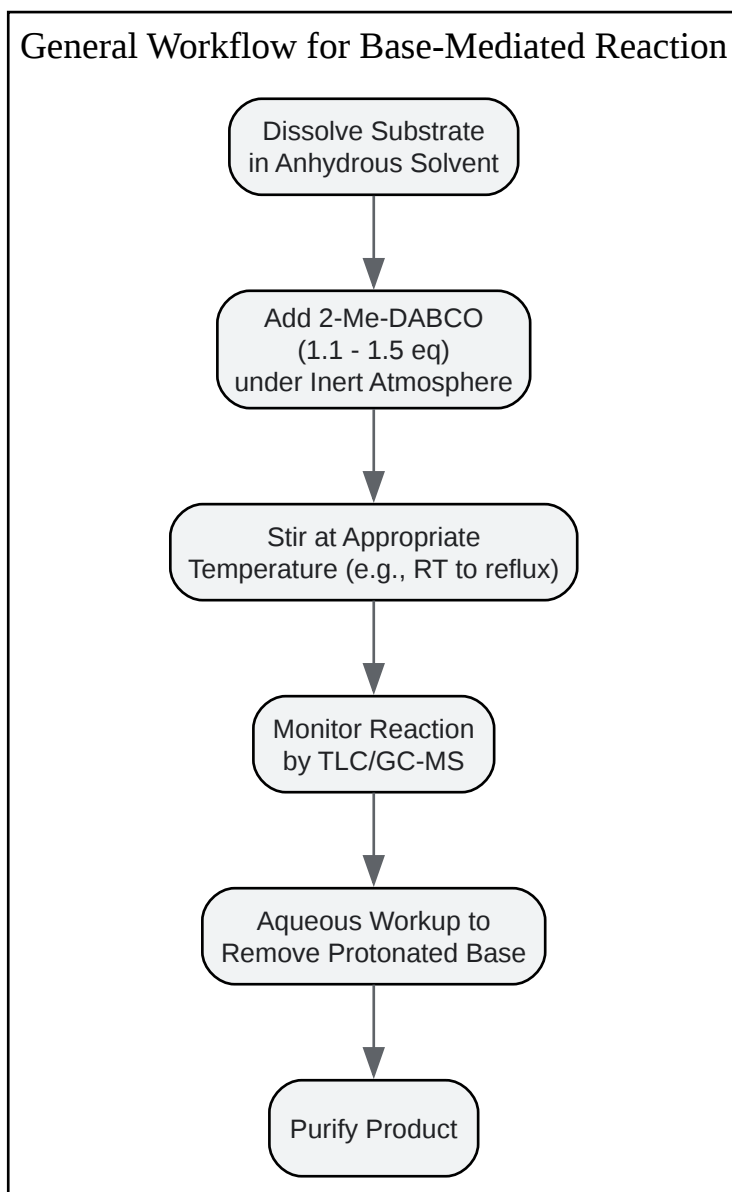 General Workflow for Base-Mediated Reaction
Dissolve Substrate
in Anhydrous Solvent
Add 2-Me-DABCO
(1.1 - 1.5 eq)
under Inert Atmosphere
Stir at Appropriate
Temperature (e.g., RT to reflux)
Monitor Reaction
by TLC/GC-MS
Aqueous Workup to
Remove Protonated Base
Purify Product